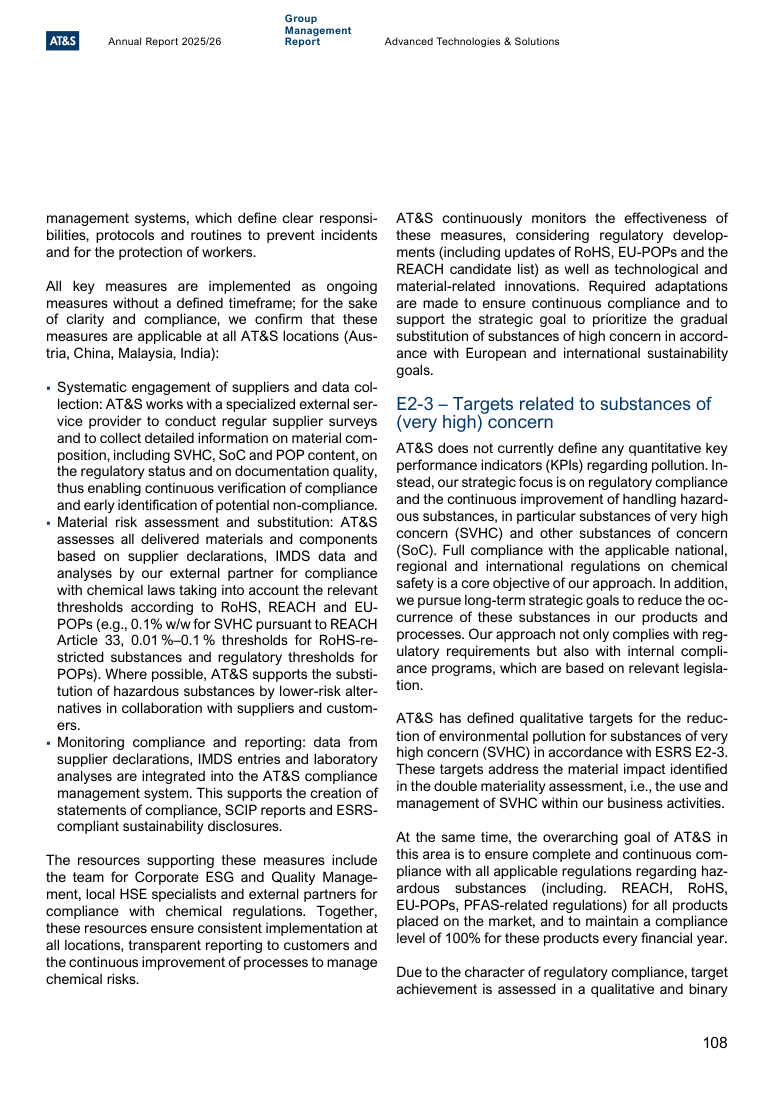 AT&S
Annual Report 2025/26
Group
Management
Report
Advanced Technologies & Solutions
management systems, which define clear responsi-
bilities, protocols and routines to prevent incidents
and for the protection of workers.
All key measures are implemented as ongoing
measures without a defined timeframe; for the sake
of clarity and compliance, we confirm that these
measures are applicable at all AT&S locations (Aus-
tria, China, Malaysia, India):
▪ Systematic engagement of suppliers and data col-
lection: AT&S works with a specialized external ser-
vice provider to conduct regular supplier surveys
and to collect detailed information on material com-
position, including SVHC, SoC and POP content, on
the regulatory status and on documentation quality,
thus enabling continuous verification of compliance
and early identification of potential non-compliance.
▪ Material risk assessment and substitution: AT&S
assesses all delivered materials and components
based on supplier declarations, IMDS data and
analyses by our external partner for compliance
with chemical laws taking into account the relevant
thresholds according to RoHS, REACH and EU-
POPs (e.g., 0.1% w/w for SVHC pursuant to REACH
Article 33, 0.01 %–0.1 % thresholds for RoHS-re-
stricted substances and regulatory thresholds for
POPs). Where possible, AT&S supports the substi-
tution of hazardous substances by lower-risk alter-
natives in collaboration with suppliers and custom-
ers.
▪ Monitoring compliance and reporting: data from
supplier declarations, IMDS entries and laboratory
analyses are integrated into the AT&S compliance
management system. This supports the creation of
statements of compliance, SCIP reports and ESRS-
compliant sustainability disclosures.
The resources supporting these measures include
the team for Corporate ESG and Quality Manage-
ment, local HSE specialists and external partners for
compliance with chemical regulations. Together,
these resources ensure consistent implementation at
all locations, transparent reporting to customers and
the continuous improvement of processes to manage
chemical risks.
AT&S continuously monitors the effectiveness of
these measures, considering regulatory develop-
ments (including updates of RoHS, EU-POPs and the
REACH candidate list) as well as technological and
material-related innovations. Required adaptations
are made to ensure continuous compliance and to
support the strategic goal to prioritize the gradual
substitution of substances of high concern in accord-
ance with European and international sustainability
goals.
E2-3 – Targets related to substances of
(very high) concern
AT&S does not currently define any quantitative key
performance indicators (KPIs) regarding pollution. In-
stead, our strategic focus is on regulatory compliance
and the continuous improvement of handling hazard-
ous substances, in particular substances of very high
concern (SVHC) and other substances of concern
(SoC). Full compliance with the applicable national,
regional and international regulations on chemical
safety is a core objective of our approach. In addition,
we pursue long-term strategic goals to reduce the oc-
currence of these substances in our products and
processes. Our approach not only complies with reg-
ulatory requirements but also with internal compli-
ance programs, which are based on relevant legisla-
tion.
AT&S has defined qualitative targets for the reduc-
tion of environmental pollution for substances of very
high concern (SVHC) in accordance with ESRS E2-3.
These targets address the material impact identified
in the double materiality assessment, i.e., the use and
management of SVHC within our business activities.
At the same time, the overarching goal of AT&S in
this area is to ensure complete and continuous com-
pliance with all applicable regulations regarding haz-
ardous substances (including. REACH, RoHS,
EU-POPs, PFAS-related regulations) for all products
placed on the market, and to maintain a compliance
level of 100% for these products every financial year.
Due to the character of regulatory compliance, target
achievement is assessed in a qualitative and binary
108